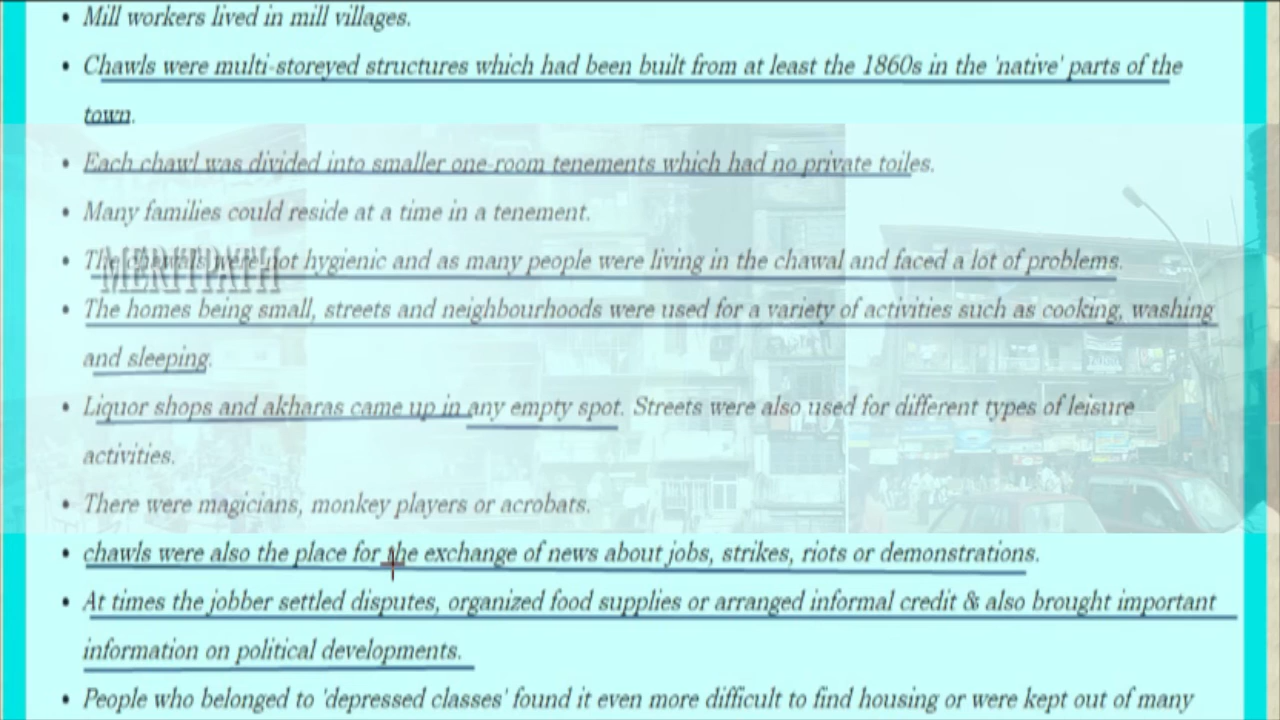 • Mill workers lived in mill villages.
• Chawls were multi-storeyed structures which had been built from at least the 1860s in the 'native' parts of the
town.
• Each chawl was divided into smaller one-room tenements which had no private toiles.
• Many families could reside at a time in a tenement.
• The chawls were not hygienic and as many people were living in the chawal and faced a lot of problems.
MERITPATH
• The homes being small, streets and neighbourhoods were used for a variety of activities such as cooking, washing
and sleeping.
• Liquor shops and akharas came up in any empty spot. Streets were also used for different types of leisure
activities.
• There were magicians, monkey players or acrobats.
• chawls were also the place for the exchange of news about jobs, strikes, riots or demonstrations.
• At times the jobber settled disputes, organized food supplies or arranged informal credit & also brought important
information on political developments.
• People who belonged to 'depressed classes' found it even more difficult to find housing or were kept out of many